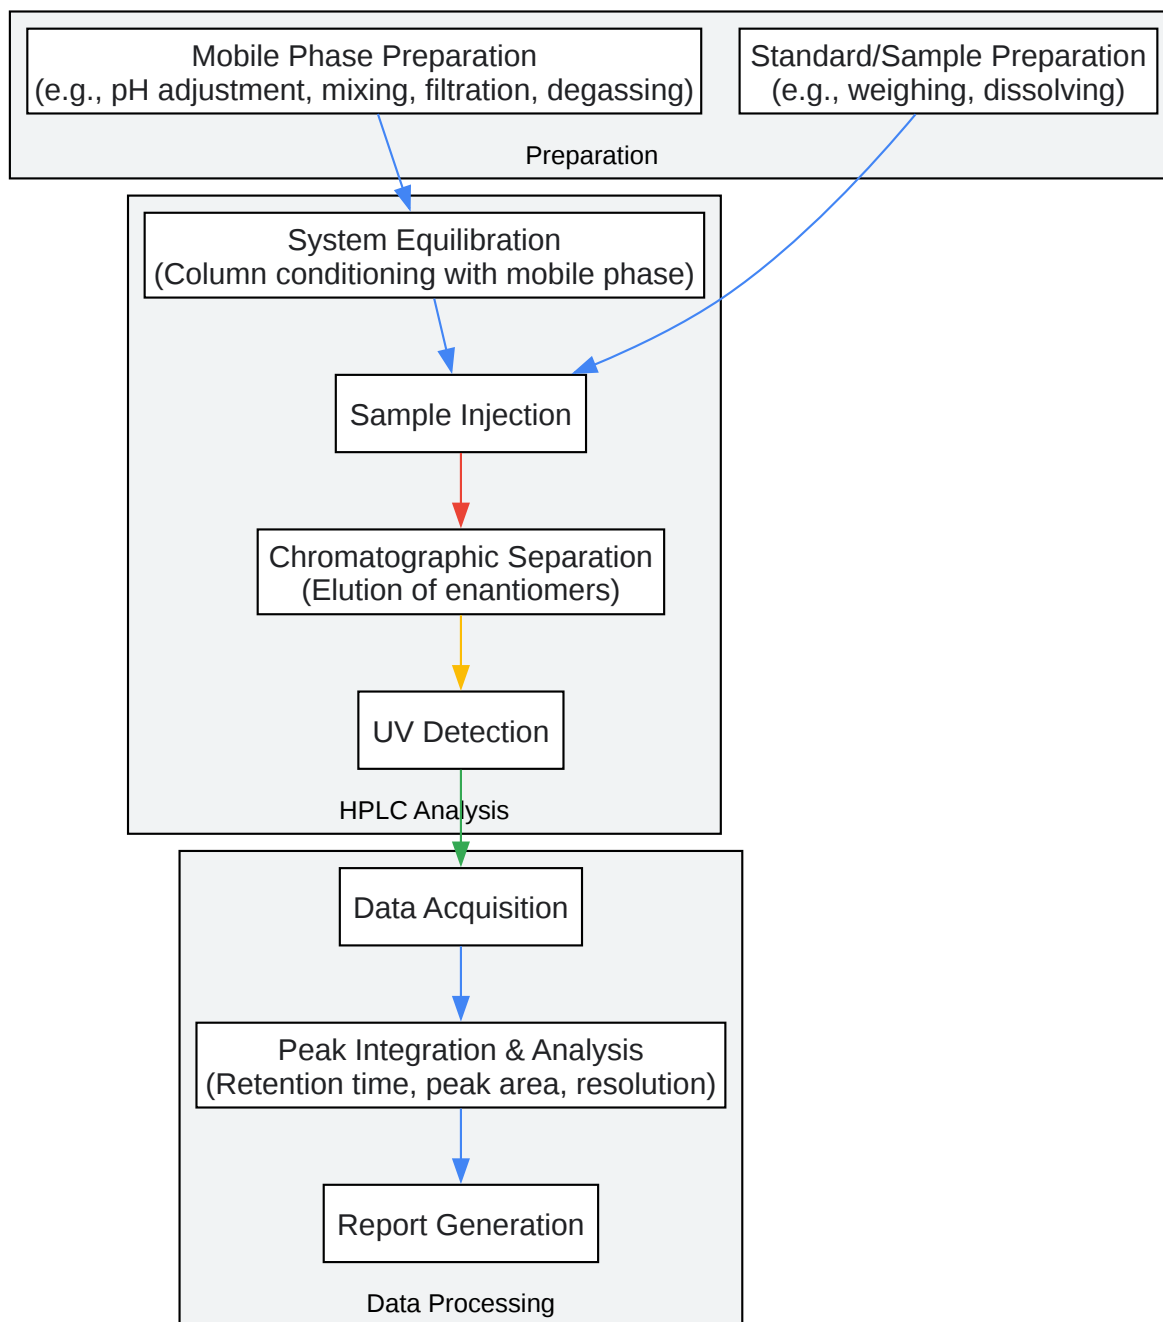 Mobile Phase Preparation
(e.g., pH adjustment, mixing, filtration, degassing)
Standard/Sample Preparation
(e.g., weighing, dissolving)
Preparation
System Equilibration
(Column conditioning with mobile phase)
Sample Injection
Chromatographic Separation
(Elution of enantiomers)
UV Detection
HPLC Analysis
Data Acquisition
Peak Integration & Analysis
(Retention time, peak area, resolution)
Report Generation
Data Processing